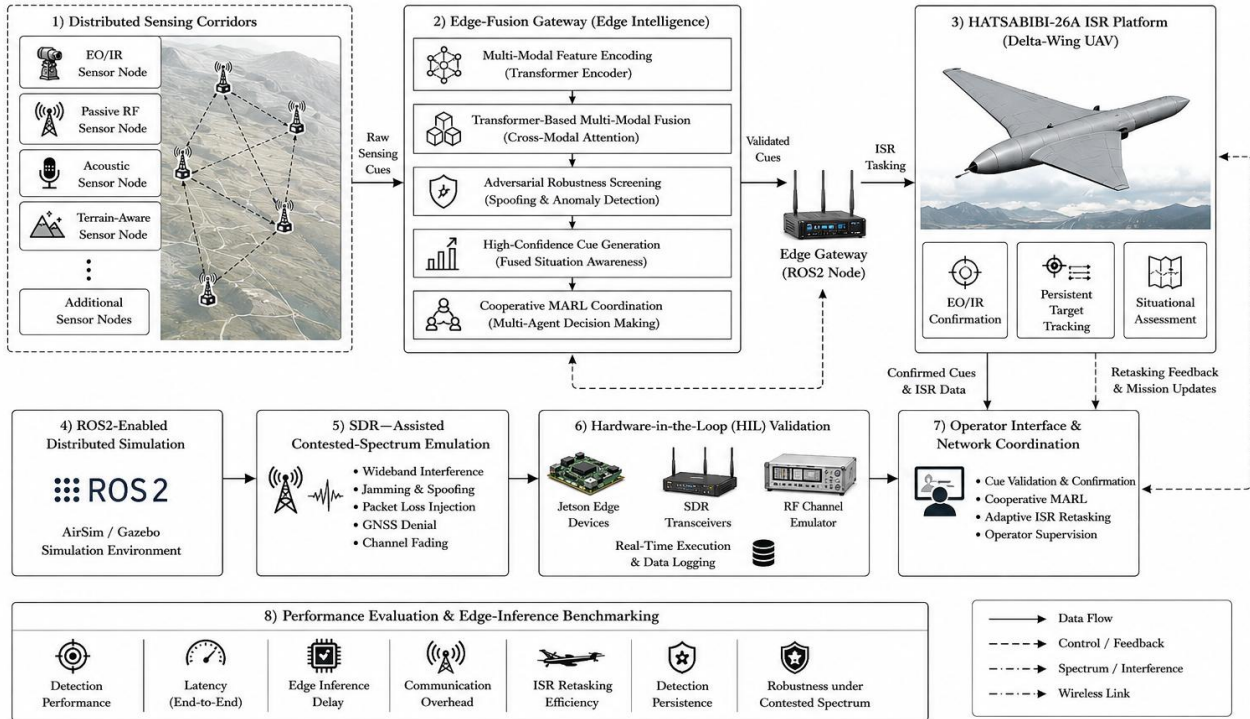 1) Distributed Sensing Corridors
EO/IR
Sensor Node
Passive RF
Sensor Node
Acoustic
Sensor Node
Terrain-Aware
Sensor Node
Additional
Sensor Nodes
Raw
Sensing
Cues
2) Edge-Fusion Gateway (Edge Intelligence)
Multi-Modal Feature Encoding
(Transformer Encoder)
Transformer-Based Multi-Modal Fusion
(Cross-Modal Attention)
Adversarial Robustness Screening
(Spoofing & Anomaly Detection)
High-Confidence Cue Generation
(Fused Situation Awareness)
Cooperative MARL Coordination
(Multi-Agent Decision Making)
Validated
Cues
Edge Gateway
(ROS2 Node)
ISR
Tasking
3) HATSABIBI-26A ISR Platform
(Delta-Wing UAV)
EO/IR
Confirmation
Persistent
Target
Tracking
Situational
Assessment
Confirmed Cues
& ISR Data
Retasking Feedback
& Mission Updates
4) ROS2-Enabled
Distributed Simulation
ROS 2
AirSim / Gazebo
Simulation Environment
5) SDR—Assisted
Contested-Spectrum Emulation
• Wideband Interference
• Jamming & Spoofing
• Packet Loss Injection
• GNSS Denial
• Channel Fading
6) Hardware-in-the-Loop (HIL) Validation
Jetson Edge
Devices
SDR
Transceivers
RF Channel
Emulator
Real-Time Execution
& Data Logging
7) Operator Interface &
Network Coordination
• Cue Validation & Confirmation
• Cooperative MARL
• Adaptive ISR Retasking
• Operator Supervision
8) Performance Evaluation & Edge-Inference Benchmarking
Detection
Performance
Latency
(End-to-End)
Edge Inference
Delay
Communication
Overhead
ISR Retasking
Efficiency
Detection
Persistence
Robustness under
Contested Spectrum
Data Flow
Control / Feedback
Spectrum / Interference
Wireless Link